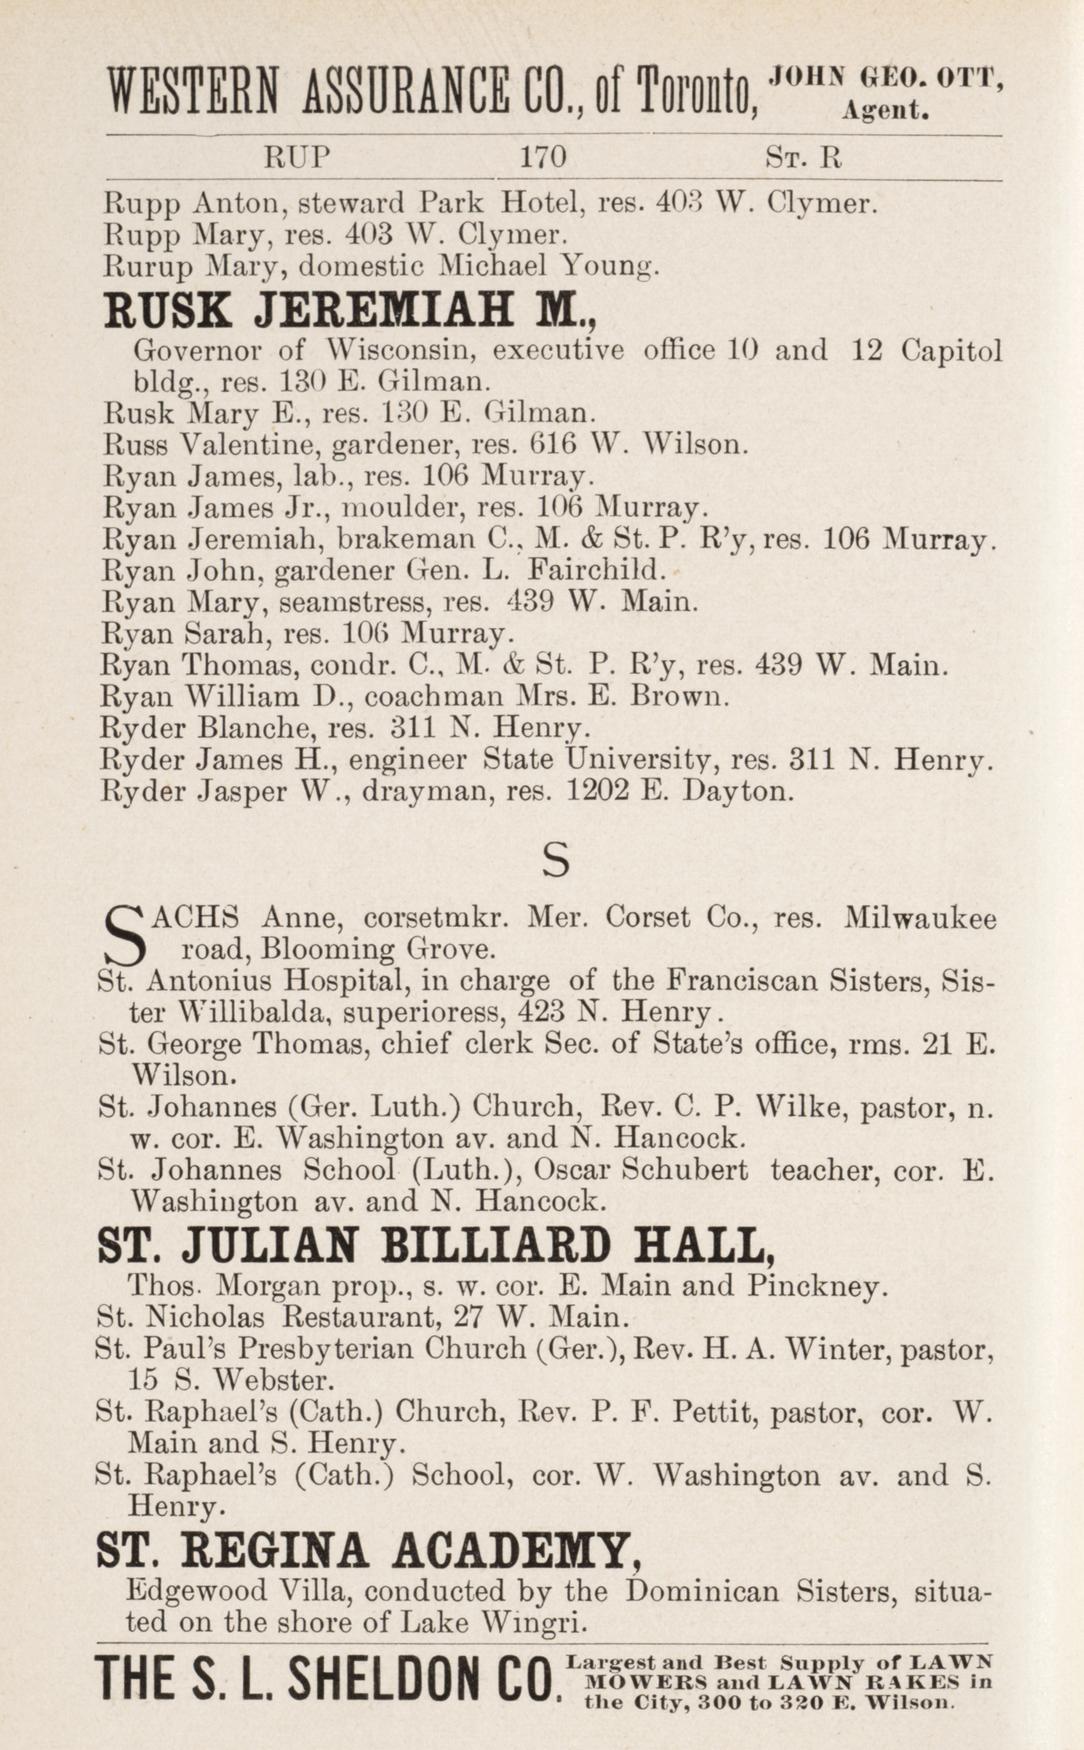 WESTERN ASSURANCE CO., of Toronto, JOHN GEO. OTT,
Agent.
RUP 170 ST. R
Rupp Anton, steward Park Hotel, res. 403 W. Clymer.
Rupp Mary, res. 403 W. Clymer.
Rurup Mary, domestic Michael Young.
RUSK JEREMIAH M.,
Governor of Wisconsin, executive office 10 and 12 Capitol
bldg., res. 130 E. Gilman.
Rusk Mary E., res. 130 E. Gilman.
Russ Valentine, gardener, res. 616 W. Wilson.
Ryan James, lab., res. 106 Murray.
Ryan James Jr., moulder, res. 106 Murray.
Ryan Jeremiah, brakeman C., M. & St. P. R'y, res. 106 Murray.
Ryan John, gardener Gen. L. Fairchild.
Ryan Mary, seamstress, res. 439 W. Main.
Ryan Sarah, res. 106 Murray.
Ryan Thomas, condr. C., M. & St. P. R'y, res. 439 W. Main.
Ryan William D., coachman Mrs. E. Brown.
Ryder Blanche, res. 311 N. Henry.
Ryder James H., engineer State University, res. 311 N. Henry.
Ryder Jasper W., drayman, res. 1202 E. Dayton.
S
SACHS Anne, corsetmkr. Mer. Corset Co., res. Milwaukee
road, Blooming Grove.
St. Antonius Hospital, in charge of the Franciscan Sisters, Sis-
ter Willibalda, superioress, 423 N. Henry.
St. George Thomas, chief clerk Sec. of State's office, rms. 21 E.
Wilson.
St. Johannes (Ger. Luth.) Church, Rev. C. P. Wilke, pastor, n.
w. cor. E. Washington av. and N. Hancock.
St. Johannes School (Luth.), Oscar Schubert teacher, cor. E.
Washington av. and N. Hancock.
ST. JULIAN BILLIARD HALL,
Thos. Morgan prop., s. w. cor. E. Main and Pinckney.
St. Nicholas Restaurant, 27 W. Main.
St. Paul's Presbyterian Church (Ger.), Rev. H. A. Winter, pastor,
15 S. Webster.
St. Raphael's (Cath.) Church, Rev. P. F. Pettit, pastor, cor. W.
Main and S. Henry.
St. Raphael's (Cath.) School, cor. W. Washington av. and S.
Henry.
ST. REGINA ACADEMY,
Edgewood Villa, conducted by the Dominican Sisters, situa-
ted on the shore of Lake Wingri.
THE S. L. SHELDON CO. Largest and Best Supply of LAWN
MOWERS and LAWN RAKES in
the City, 300 to 320 E. Wilson.